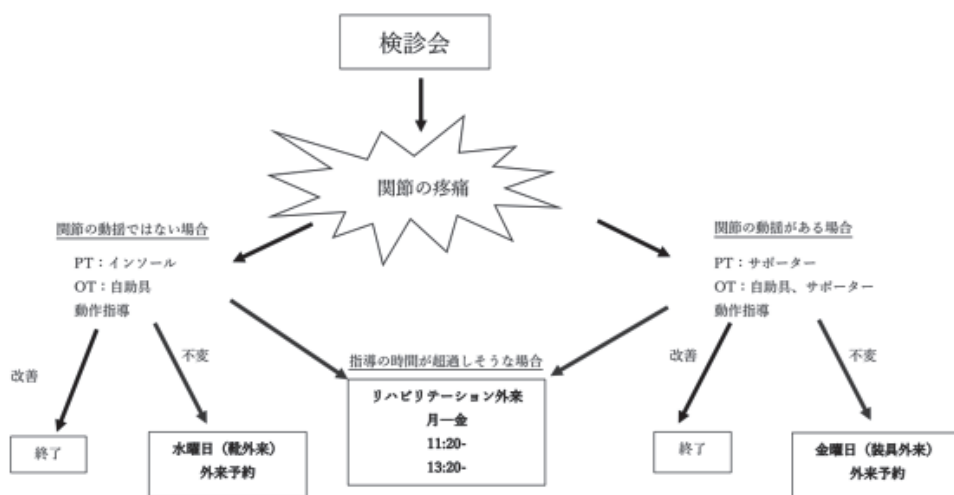 検診会
関節の疼痛
関節の動揺ではない場合
PT：インソール
OT：自助具
動作指導
関節の動揺がある場合
PT：サポーター
OT：自助具、サポーター
動作指導
改善
不変
指導の時間が超過しそうな場合
改善
不変
終了
水曜日（靴外来）
外来予約
リハビリテーション外来
月―金
11:20-
13:20-
終了
金曜日（装具外来）
外来予約